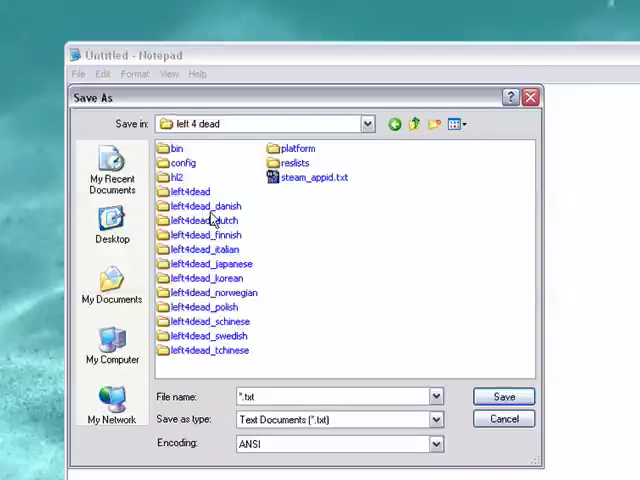 Untitled - Notepad
File Edit Format View Help
Save As
Save in: left 4 dead
My Recent Documents
Desktop
My Documents
My Computer
My Network
bin
config
hl2
left4dead
left4dead_danish
left4dead_dutch
left4dead_finnish
left4dead_italian
left4dead_japanese
left4dead_korean
left4dead_norwegian
left4dead_polish
left4dead_schinese
left4dead_swedish
left4dead_tchinese
platform
reslists
steam_appid.txt
File name: *.txt Save
Save as type: Text Documents (*.txt) Cancel
Encoding: ANSI